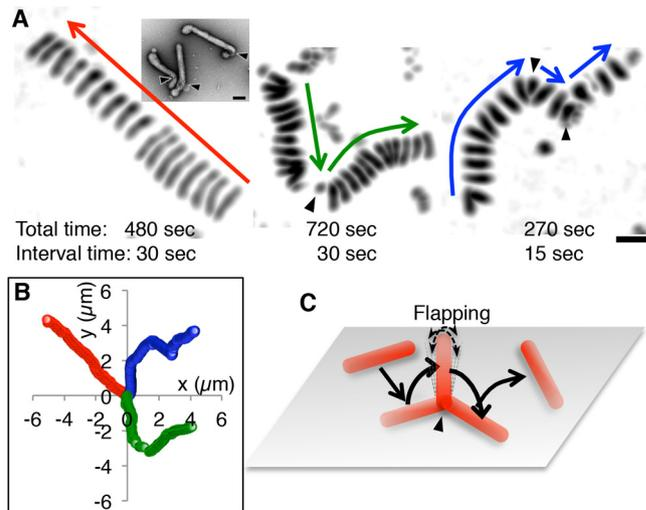 A
Total time: 480 sec 720 sec 270 sec
Interval time: 30 sec 30 sec 15 sec
B
6
4
2
0
-2
-4
-6
y (µm)
x (µm)
-6 -4 -2 0 2 4 6
C
Flapping